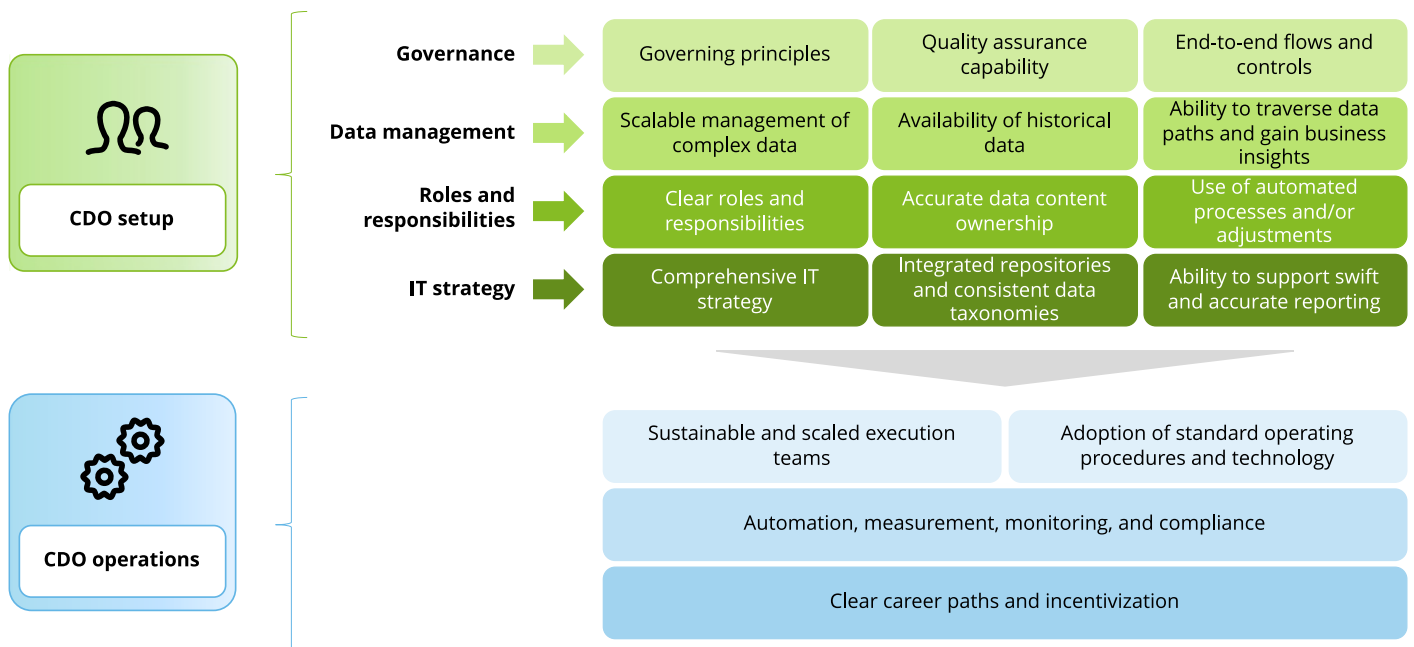 CDO setup
Governance
Governing principles
Quality assurance
capability
End-to-end flows and
controls
Data management
Scalable management of
complex data
Availability of historical
data
Ability to traverse data
paths and gain business
insights
Roles and
responsibilities
Clear roles and
responsibilities
Accurate data content
ownership
Use of automated
processes and/or
adjustments
IT strategy
Comprehensive IT
strategy
Integrated repositories
and consistent data
taxonomies
Ability to support swift
and accurate reporting
CDO operations
Sustainable and scaled execution
teams
Adoption of standard operating
procedures and technology
Automation, measurement, monitoring, and compliance
Clear career paths and incentivization